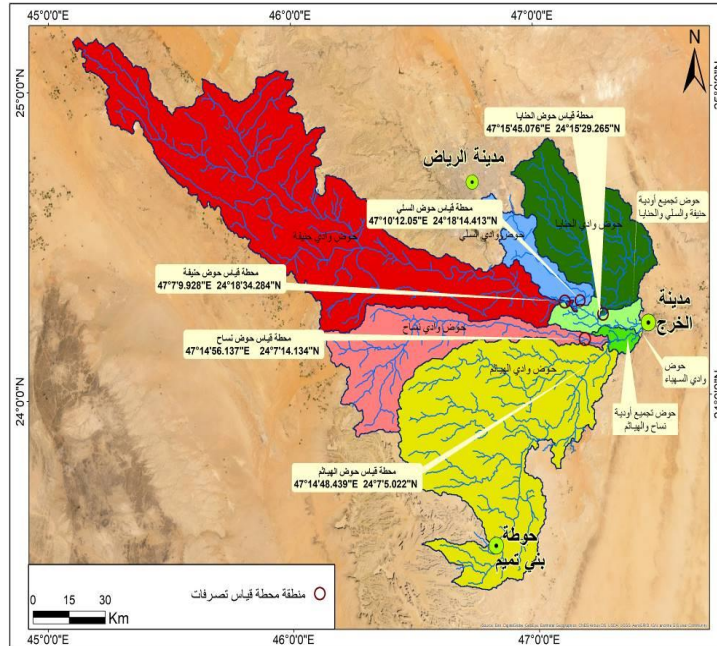 45°0'0"E 46°0'0"E 47°0'0"E
N
25°0'0"N
محطة قياس حوض الحنايا
47°15'45.076"E 24°15'29.265"N
مدينة الرياض
حوض تجميع أودية
حنيفة والسلي والحنايا
محطة قياس حوض السلي
47°10'12.05"E 24°18'14.413"N
حوض وادي الحنايا
حوض وادي السلي
حوض وادي حنيفة
محطة قياس حوض حنيفة
47°7'9.928"E 24°18'34.284"N
مدينة
الخرج
محطة قياس حوض نساح
47°14'56.137"E 24°7'14.134"N
حوض وادي نساح
حوض
وادي السهباء
حوض وادي الهياثم
24°0'0"N
حوض تجميع أودية
نساح والهياثم
محطة قياس حوض الهياثم
47°14'48.439"E 24°7'5.022"N
حوطة
بني تميم
منطقة محطة قياس تصرفات
0 15 30
Km
45°0'0"E 46°0'0"E 47°0'0"E